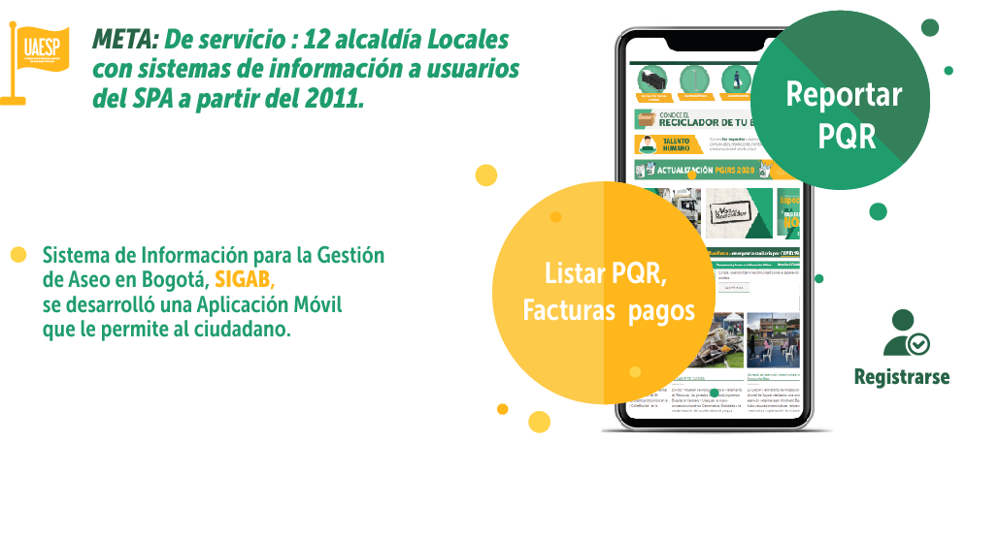 UAESP
META: De servicio : 12 alcaldía Locales
con sistemas de información a usuarios
del SPA a partir del 2011.
Sistema de Información para la Gestión
de Aseo en Bogotá, SIGAB,
se desarrolló una Aplicación Móvil
que le permite al ciudadano.
Reportar
PQR
CONOCE EL
RECICLADOR DE TU
TALENTO
HUMANO
ACTUALIZACIÓN PGIRS 2020
Listar PQR,
Facturas pagos
Registrarse